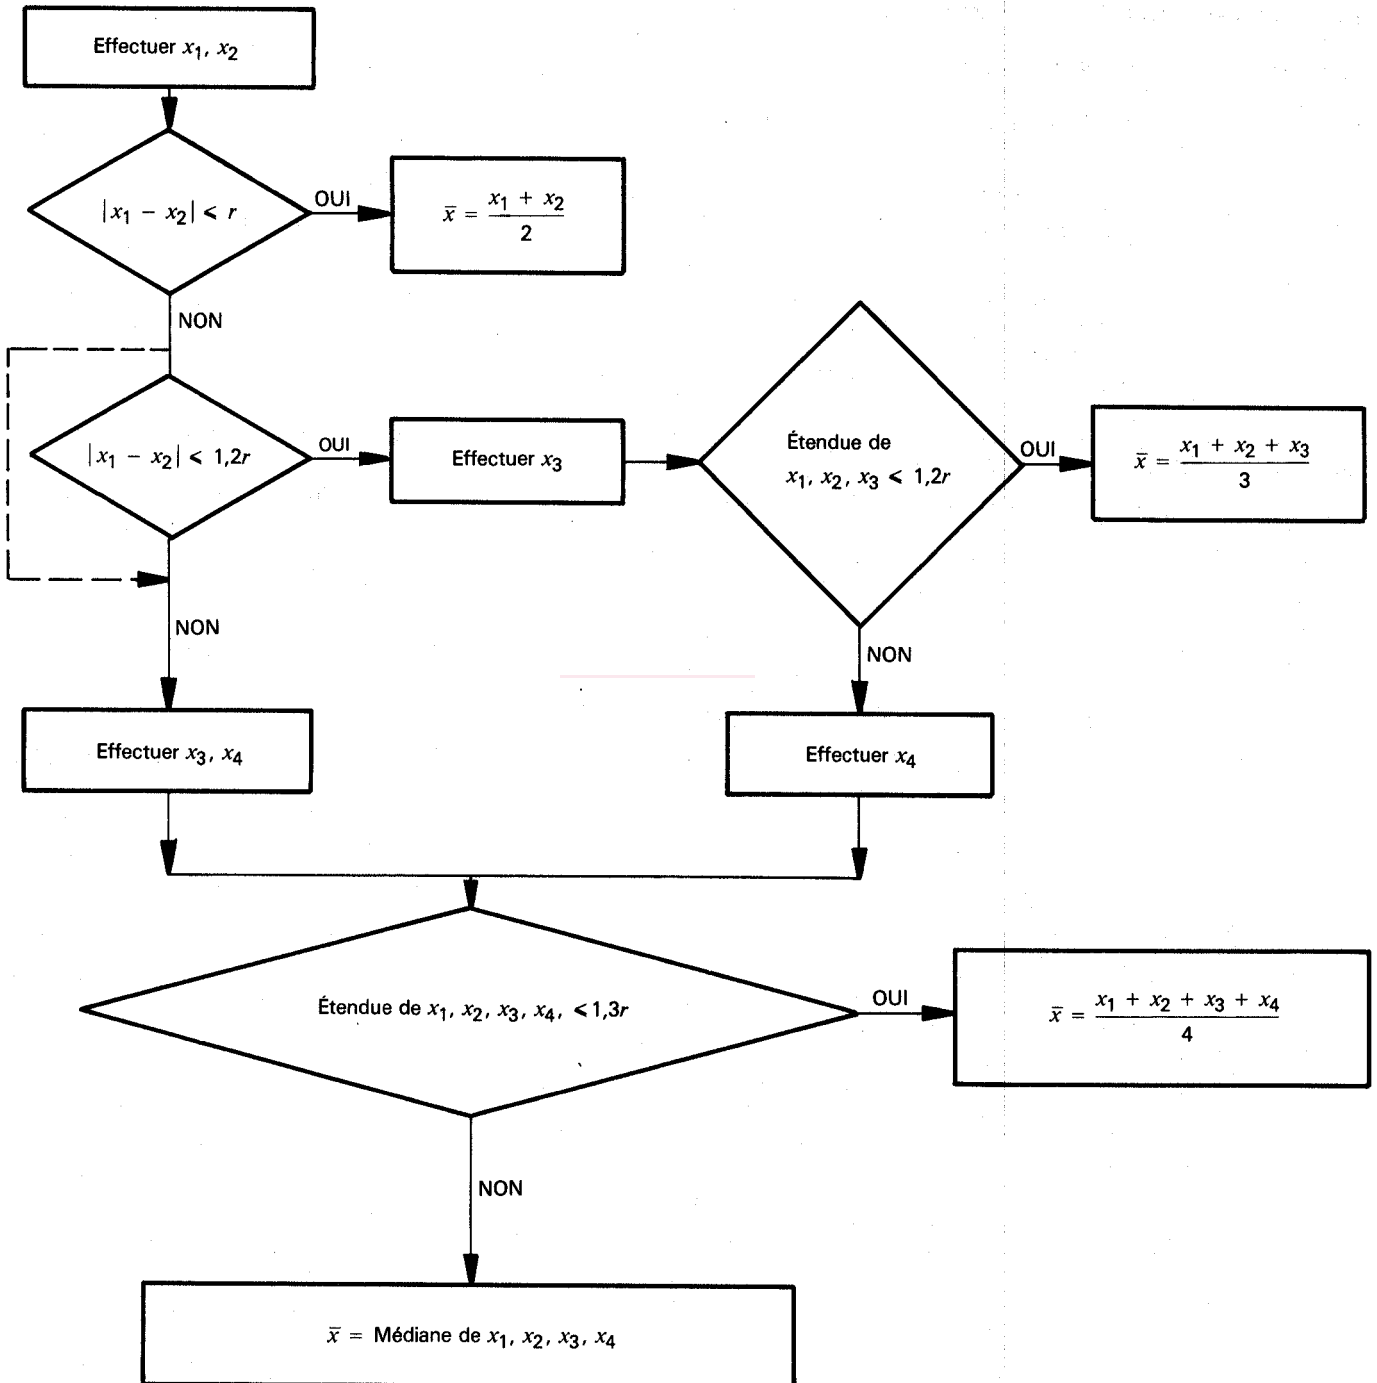 Effectuer x₁, x₂
|x₁ − x₂| ⩽ r
OUI
x̄ = (x₁ + x₂) / 2
NON
|x₁ − x₂| ⩽ 1,2r
OUI
Effectuer x₃
Étendue de
x₁, x₂, x₃ ⩽ 1,2r
OUI
x̄ = (x₁ + x₂ + x₃) / 3
NON
NON
Effectuer x₃, x₄
Effectuer x₄
Étendue de x₁, x₂, x₃, x₄, ⩽ 1,3r
OUI
x̄ = (x₁ + x₂ + x₃ + x₄) / 4
NON
x̄ = Médiane de x₁, x₂, x₃, x₄